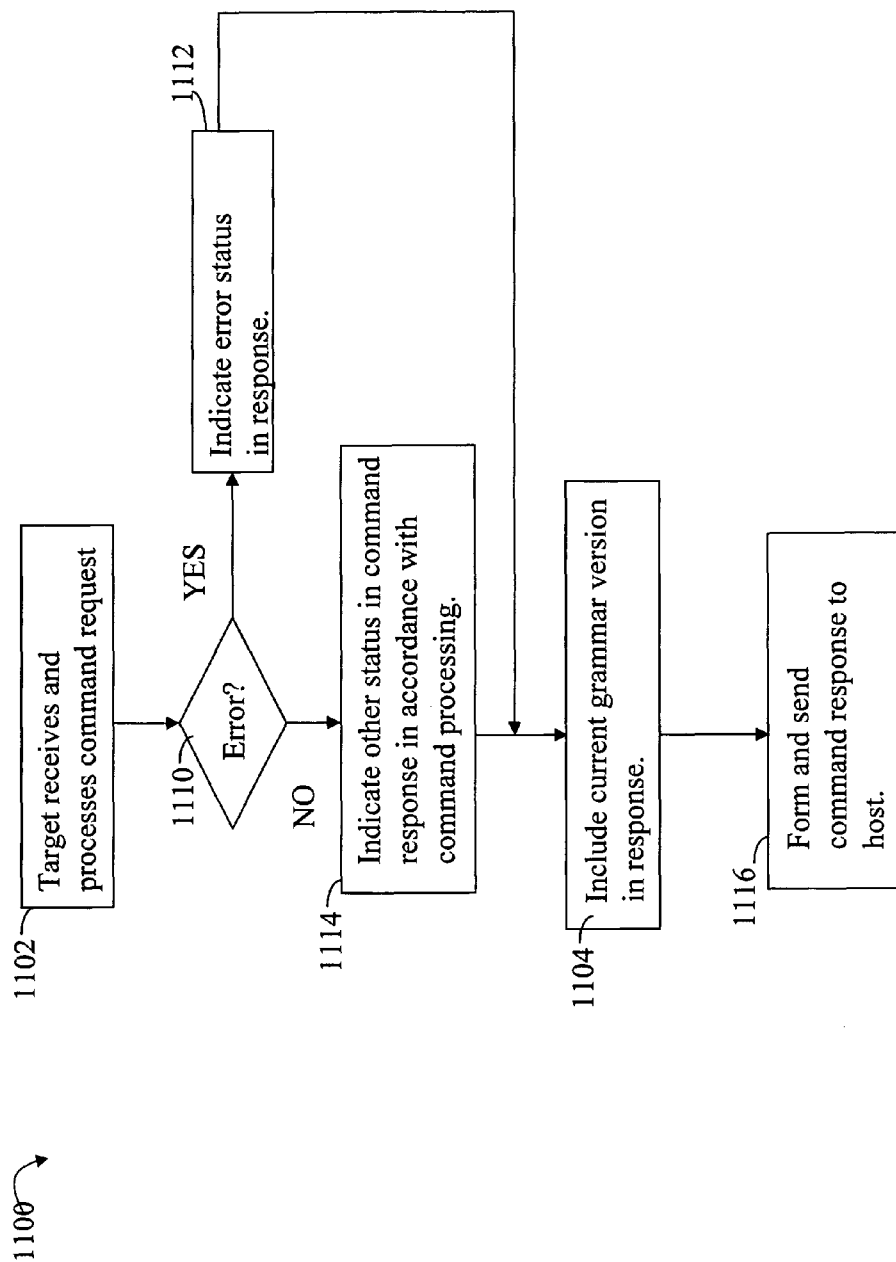 1100
1102
Target receives and
processes command request
1110
Error?
YES
1112
Indicate error status
in response.
NO
1114
Indicate other status in command
response in accordance with
command processing.
1104
Include current grammar version
in response.
1116
Form and send
command response to
host.